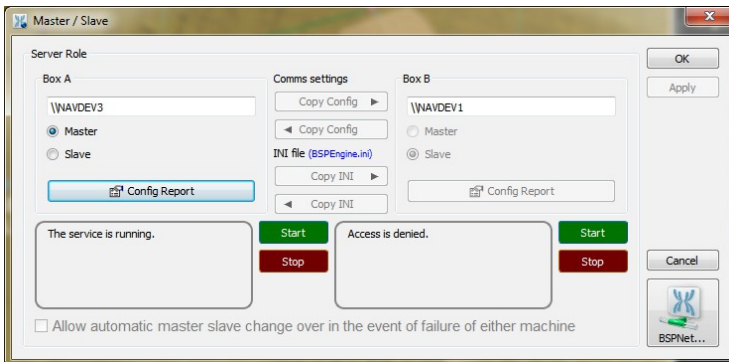 Master / Slave
Server Role
OK
Apply
Box A
Comms settings
Box B
\\NAVDEV3
Copy Config
\\NAVDEV1
Master
Copy Config
Master
Slave
INI file (BSPEngine.ini)
Slave
Copy INI
Config Report
Config Report
Copy INI
The service is running.
Start
Access is denied.
Start
Stop
Stop
Cancel
Allow automatic master slave change over in the event of failure of either machine
BSPNet...